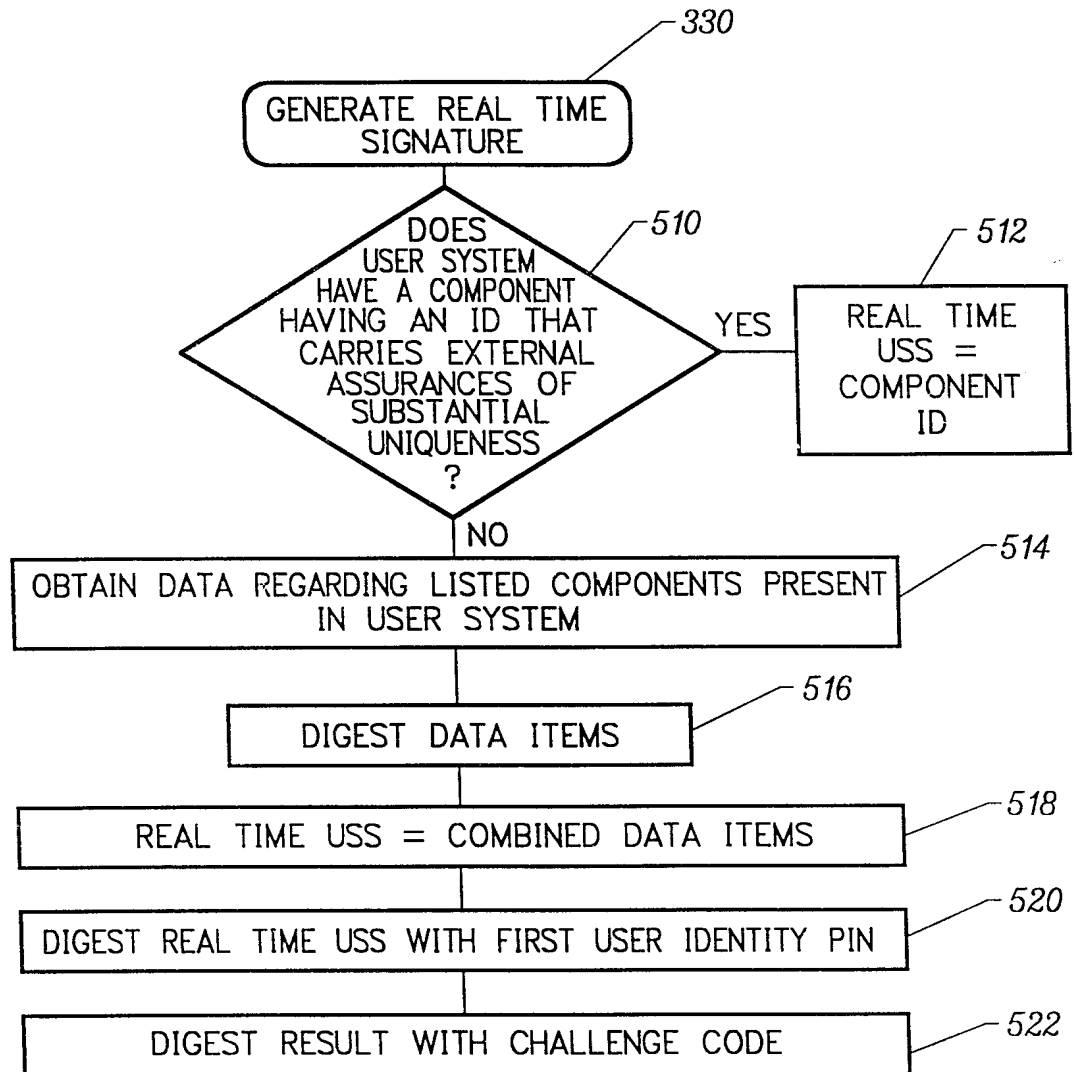 330
GENERATE REAL TIME
SIGNATURE
DOES
USER SYSTEM
HAVE A COMPONENT
HAVING AN ID THAT
CARRIES EXTERNAL
ASSURANCES OF
SUBSTANTIAL
UNIQUENESS
?
510
YES
512
REAL TIME
USS =
COMPONENT
ID
NO
514
OBTAIN DATA REGARDING LISTED COMPONENTS PRESENT
IN USER SYSTEM
516
DIGEST DATA ITEMS
518
REAL TIME USS = COMBINED DATA ITEMS
520
DIGEST REAL TIME USS WITH FIRST USER IDENTITY PIN
522
DIGEST RESULT WITH CHALLENGE CODE